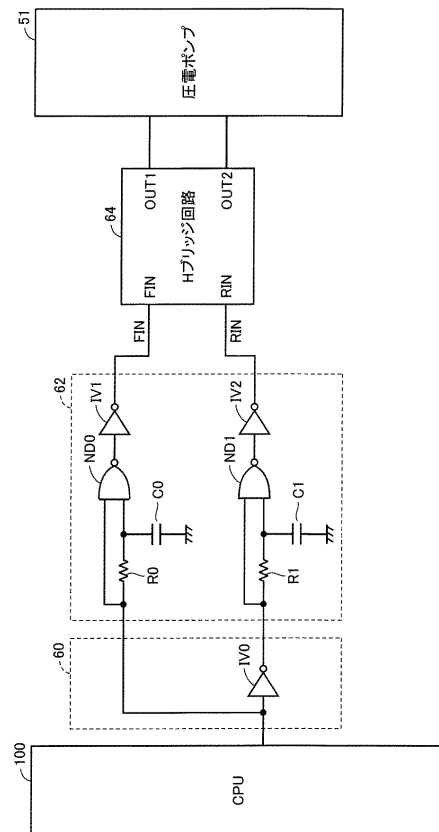 100
CPU
60
IV0
62
R0
C0
ND0
IV1
R1
C1
ND1
IV2
FIN
RIN
64
FIN
RIN
Hブリッジ回路
OUT1
OUT2
51
圧電ポンプ